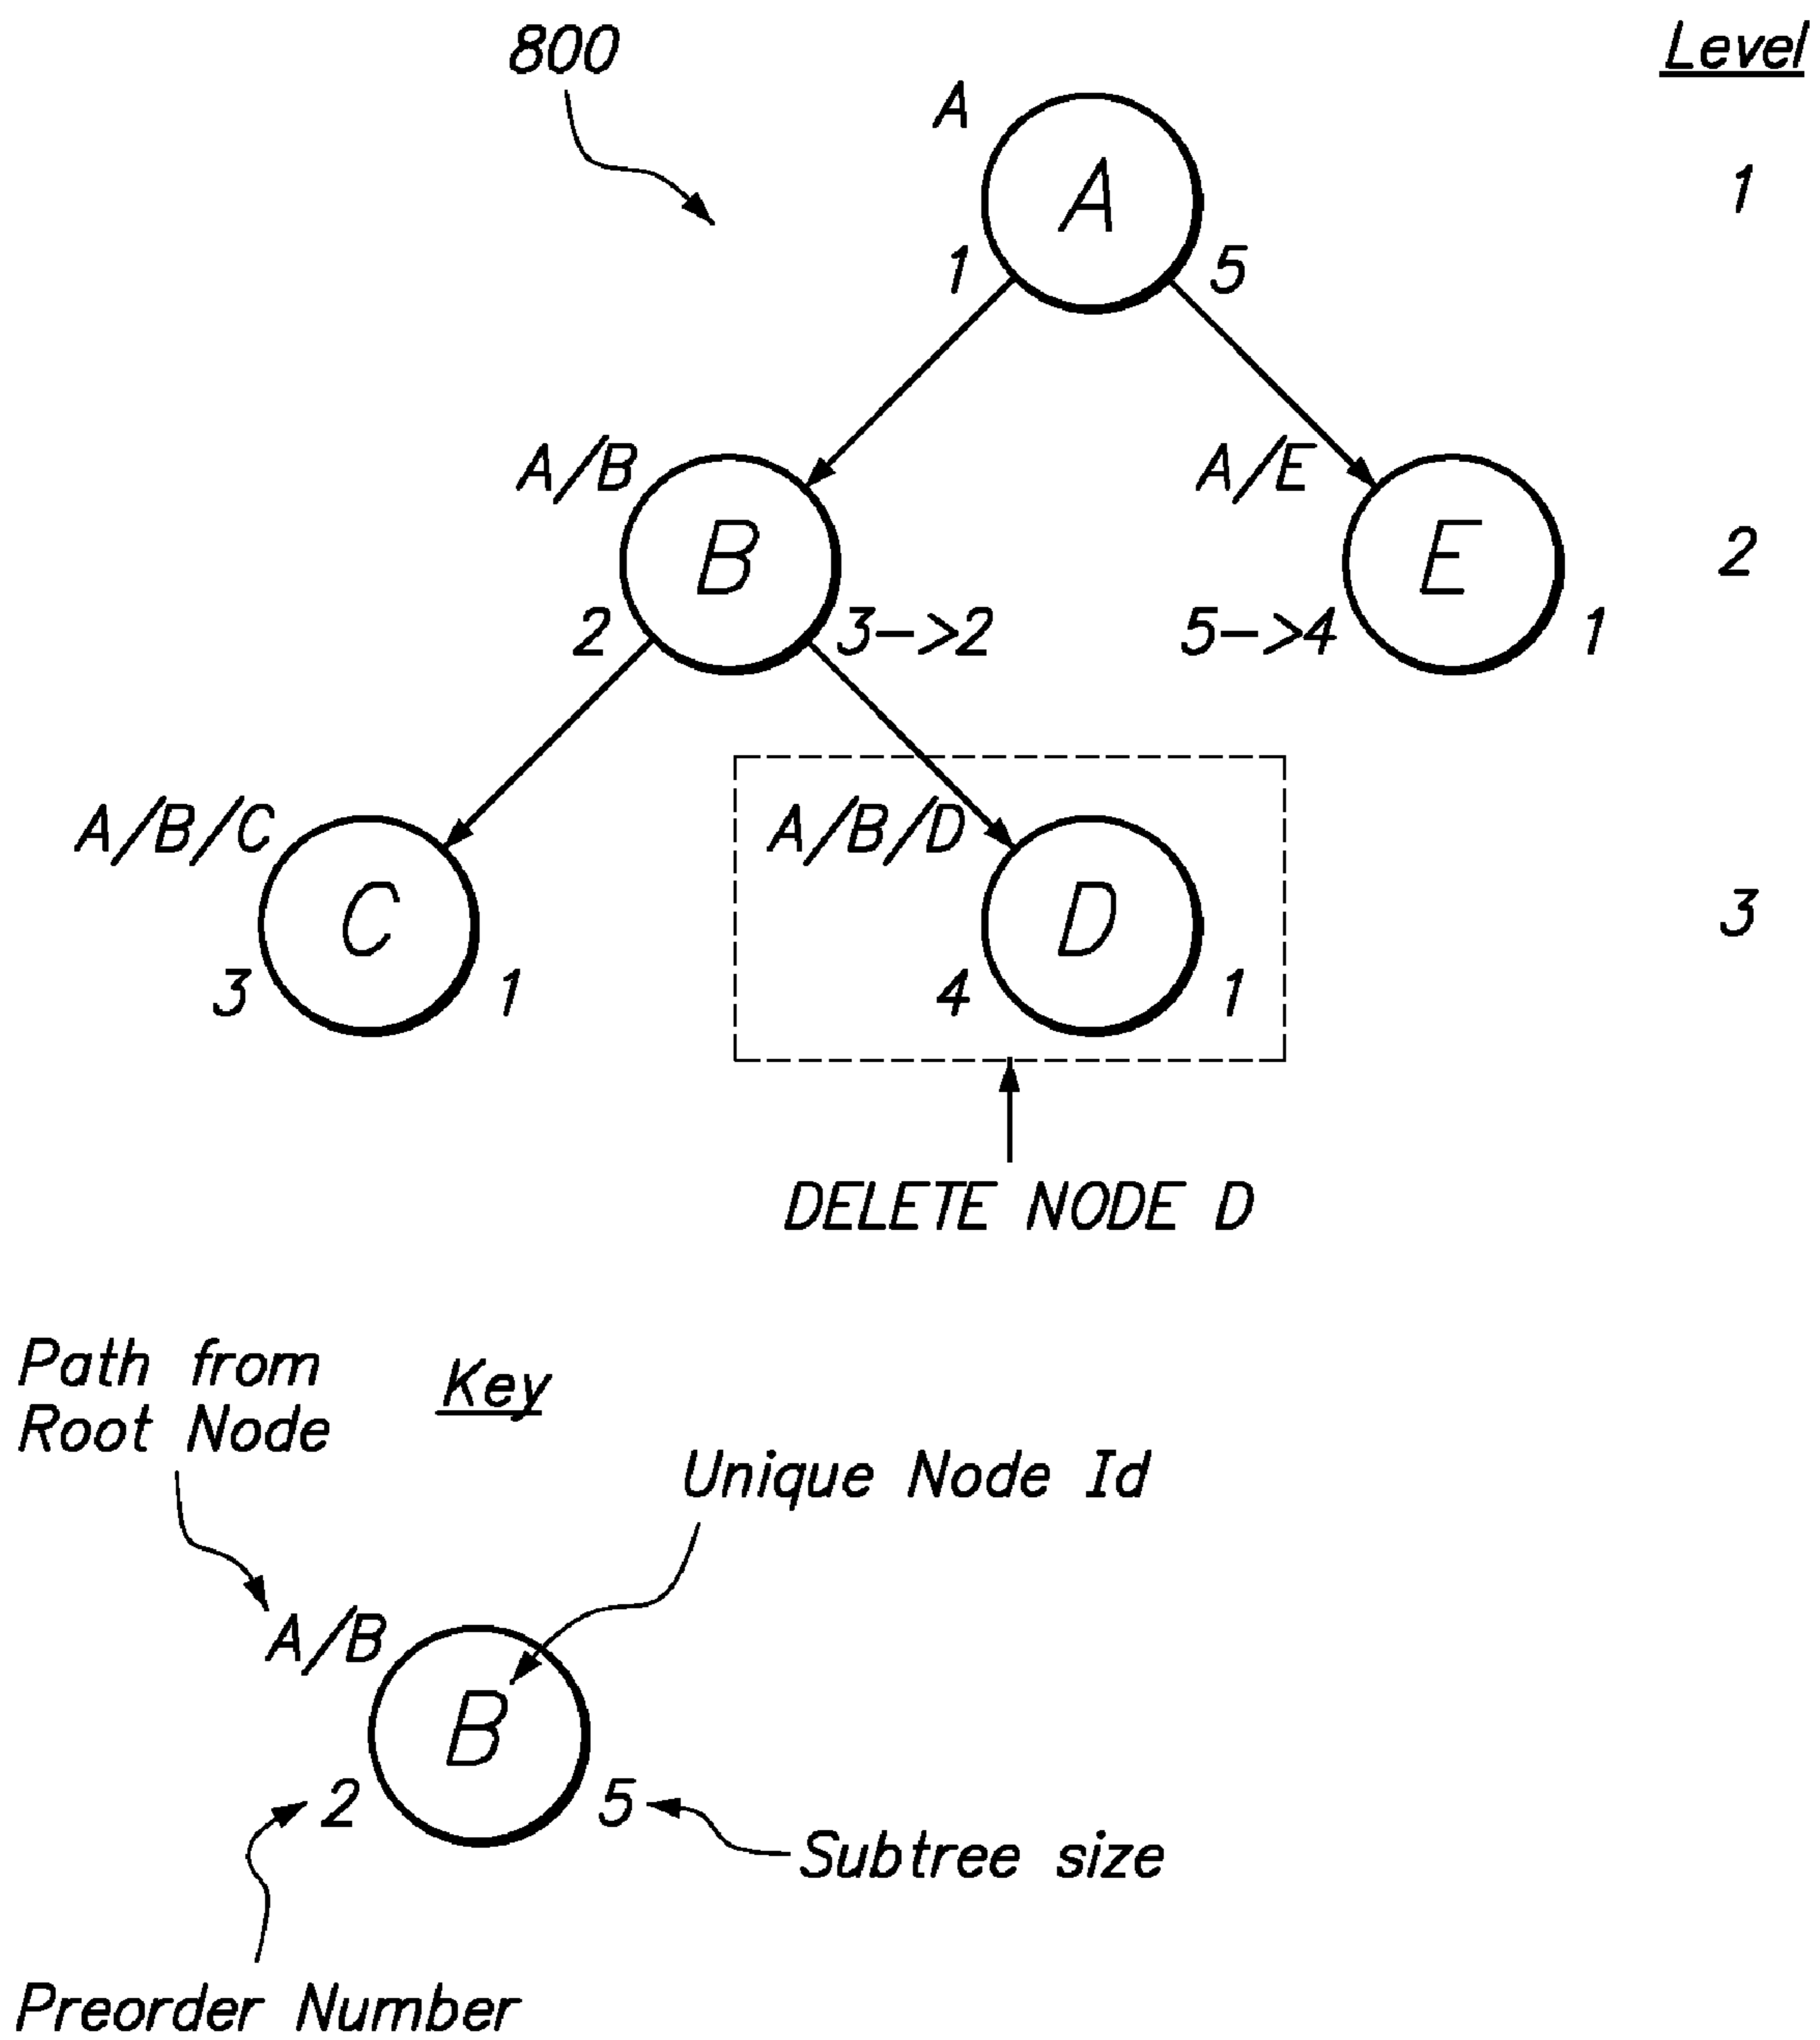 800
Level
A
A
1
1
5
A/B
A/E
B
E
2
2
3->2
5->4
1
A/B/C
A/B/D
C
D
3
3
1
4
1
DELETE NODE D
Path from
Root Node
Key
Unique Node Id
A/B
B
2
5
Subtree size
Preorder Number